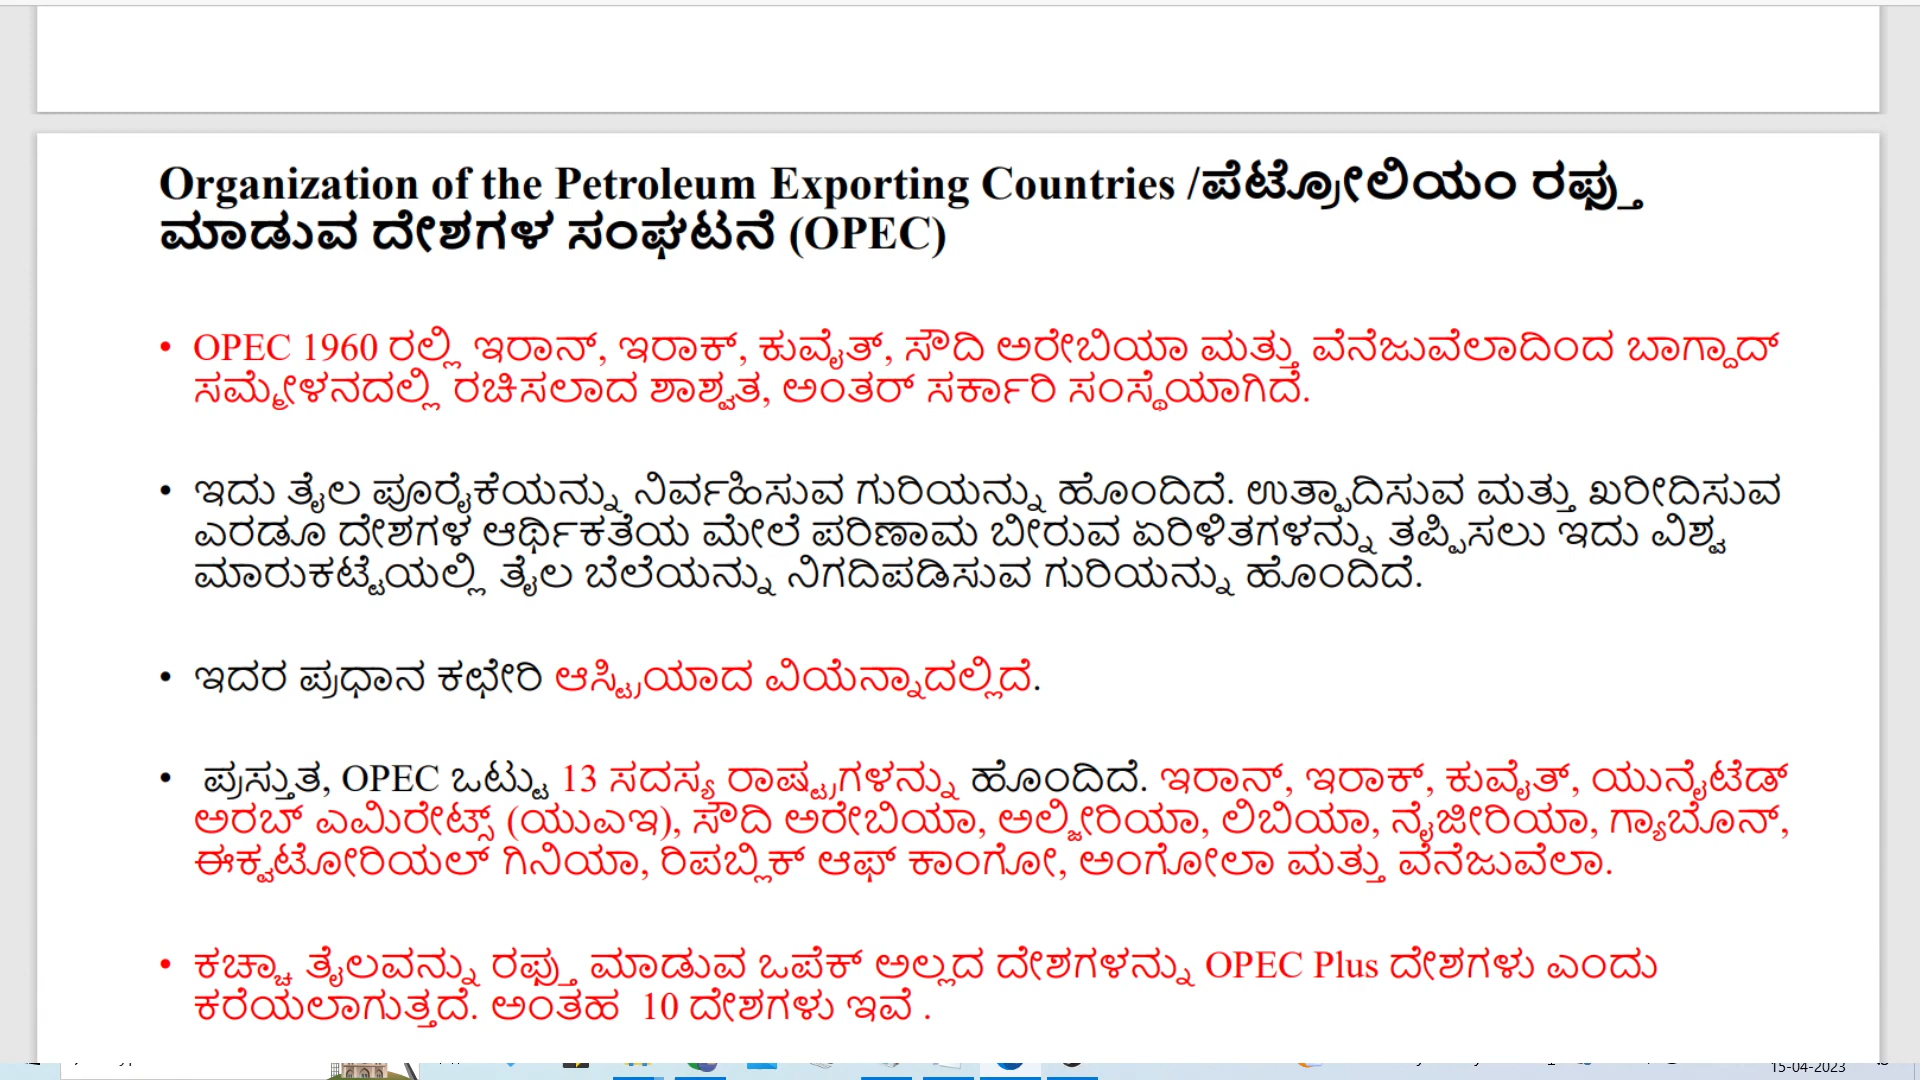 Organization of the Petroleum Exporting Countries /ಪೆಟ್ರೋಲಿಯಂ ರಫ್ತು
ಮಾಡುವ ದೇಶಗಳ ಸಂಘಟನೆ (OPEC)
• OPEC 1960 ರಲ್ಲಿ ಇರಾನ್, ಇರಾಕ್, ಕುವೈತ್, ಸೌದಿ ಅರೇಬಿಯಾ ಮತ್ತು ವೆನೆಜುವೆಲಾದಿಂದ ಬಾಗ್ದಾದ್
ಸಮ್ಮೇಳನದಲ್ಲಿ ರಚಿಸಲಾದ ಶಾಶ್ವತ, ಅಂತರ್ ಸರ್ಕಾರಿ ಸಂಸ್ಥೆಯಾಗಿದೆ.
• ಇದು ತೈಲ ಪೂರೈಕೆಯನ್ನು ನಿರ್ವಹಿಸುವ ಗುರಿಯನ್ನು ಹೊಂದಿದೆ. ಉತ್ಪಾದಿಸುವ ಮತ್ತು ಖರೀದಿಸುವ
ಎರಡೂ ದೇಶಗಳ ಆರ್ಥಿಕತೆಯ ಮೇಲೆ ಪರಿಣಾಮ ಬೀರುವ ಏರಿಳಿತಗಳನ್ನು ತಪ್ಪಿಸಲು ಇದು ವಿಶ್ವ
ಮಾರುಕಟ್ಟೆಯಲ್ಲಿ ತೈಲ ಬೆಲೆಯನ್ನು ನಿಗದಿಪಡಿಸುವ ಗುರಿಯನ್ನು ಹೊಂದಿದೆ.
• ಇದರ ಪ್ರಧಾನ ಕಛೇರಿ ಆಸ್ಟ್ರಿಯಾದ ವಿಯೆನ್ನಾದಲ್ಲಿದೆ.
• ಪ್ರಸ್ತುತ, OPEC ಒಟ್ಟು 13 ಸದಸ್ಯ ರಾಷ್ಟ್ರಗಳನ್ನು ಹೊಂದಿದೆ. ಇರಾನ್, ಇರಾಕ್, ಕುವೈತ್, ಯುನೈಟೆಡ್
ಅರಬ್ ಎಮಿರೇಟ್ಸ್ (ಯುಎಇ), ಸೌದಿ ಅರೇಬಿಯಾ, ಅಲ್ಜೀರಿಯಾ, ಲಿಬಿಯಾ, ನೈಜೀರಿಯಾ, ಗ್ಯಾಬೊನ್,
ಈಕ್ವಟೋರಿಯಲ್ ಗಿನಿಯಾ, ರಿಪಬ್ಲಿಕ್ ಆಫ್ ಕಾಂಗೋ, ಅಂಗೋಲಾ ಮತ್ತು ವೆನೆಜುವೆಲಾ.
• ಕಚ್ಚಾ ತೈಲವನ್ನು ರಫ್ತು ಮಾಡುವ ಒಪೆಕ್ ಅಲ್ಲದ ದೇಶಗಳನ್ನು OPEC Plus ದೇಶಗಳು ಎಂದು
ಕರೆಯಲಾಗುತ್ತದೆ. ಅಂತಹ 10 ದೇಶಗಳು ಇವೆ .
15-04-2023